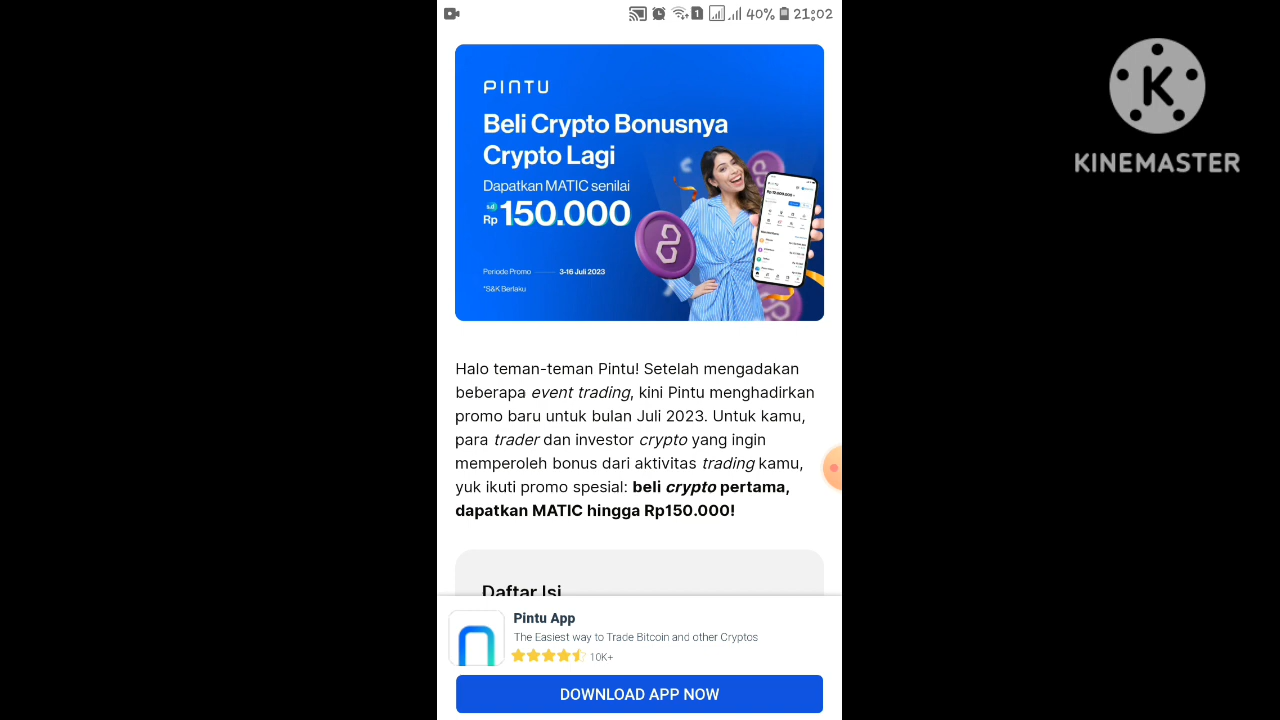 1 40% 21:02
PINTU
Beli Crypto Bonusnya
Crypto Lagi
Dapatkan MATIC senilai
s.d
Rp 150.000
Periode Promo 3-16 Juli 2023
*S&K Berlaku
K
KINEMASTER
Halo teman-teman Pintu! Setelah mengadakan
beberapa event trading, kini Pintu menghadirkan
promo baru untuk bulan Juli 2023. Untuk kamu,
para trader dan investor crypto yang ingin
memperoleh bonus dari aktivitas trading kamu,
yuk ikuti promo spesial: beli crypto pertama,
dapatkan MATIC hingga Rp150.000!
Daftar Isi
Pintu App
The Easiest way to Trade Bitcoin and other Cryptos
10K+
DOWNLOAD APP NOW